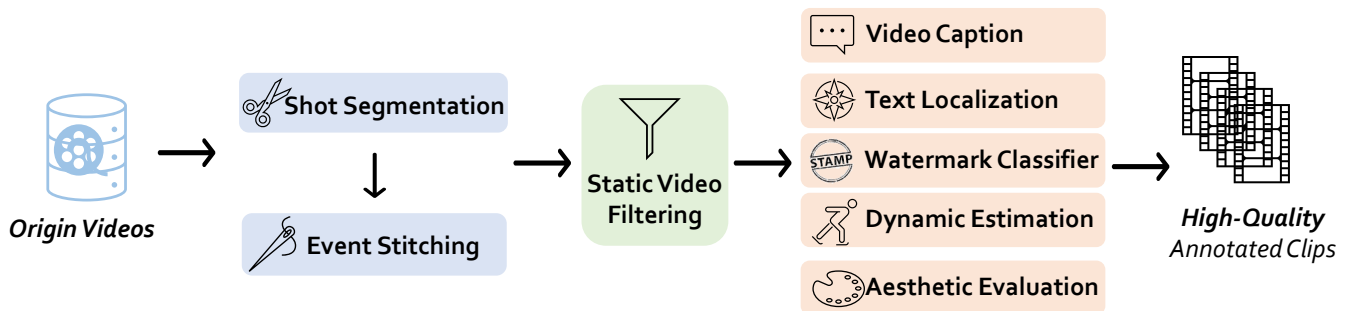 Origin Videos
Shot Segmentation
Event Stitching
Static Video
Filtering
Video Caption
Text Localization
STAMP
Watermark Classifier
Dynamic Estimation
Aesthetic Evaluation
High-Quality
Annotated Clips